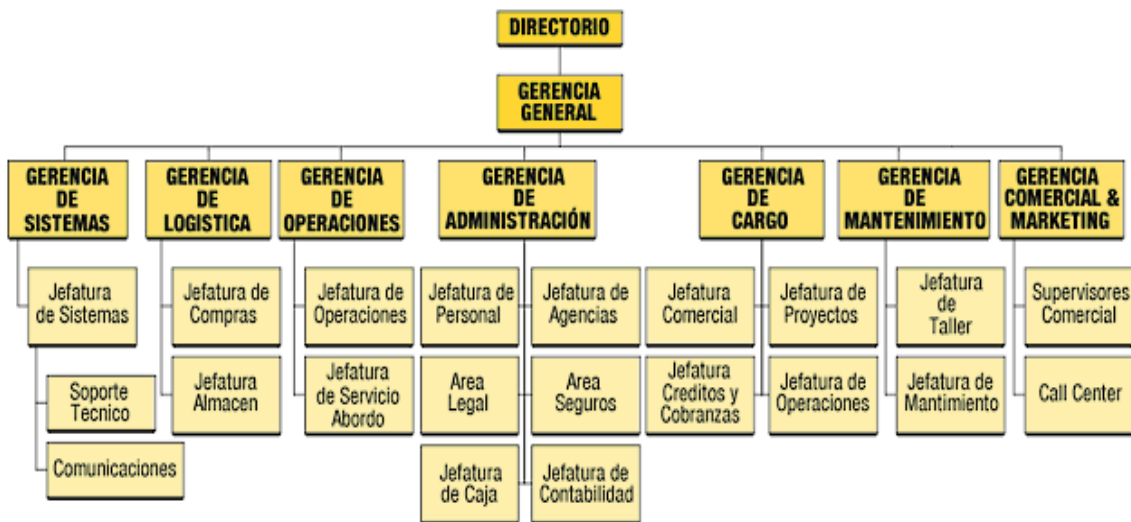 DIRECTORIO
GERENCIA
GENERAL
GERENCIA
DE
SISTEMAS
GERENCIA
DE
LOGISTICA
GERENCIA
DE
OPERACIONES
GERENCIA
DE
ADMINISTRACIÓN
GERENCIA
DE
CARGO
GERENCIA
DE
MANTENIMIENTO
GERENCIA
COMERCIAL &
MARKETING
Jefatura
de Sistemas
Soporte
Tecnico
Comunicaciones
Jefatura de
Compras
Jefatura
Almacen
Jefatura de
Operaciones
Jefatura
de Servicio
Abordo
Jefatura de
Personal
Jefatura de
Agencias
Area
Legal
Area
Seguros
Jefatura
de Caja
Jefatura de
Contabilidad
Jefatura
Comercial
Jefatura de
Proyectos
Jefatura
Creditos y
Cobranzas
Jefatura de
Operaciones
Jefatura
de
Taller
Jefatura de
Mantimiento
Supervisores
Comercial
Call Center